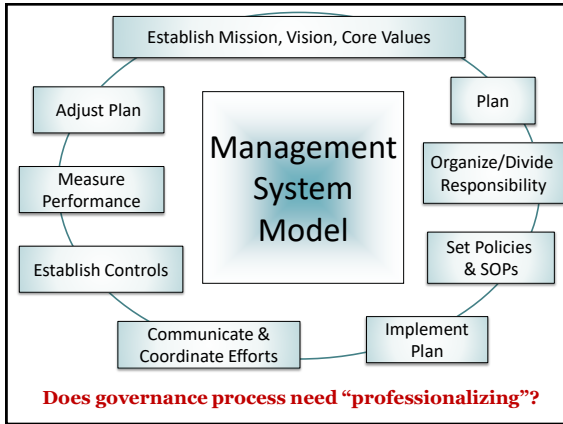 Establish Mission, Vision, Core Values
Plan
Organize/Divide
Responsibility
Set Policies
& SOPs
Implement
Plan
Communicate &
Coordinate Efforts
Establish Controls
Measure
Performance
Adjust Plan
Management
System
Model
Does governance process need “professionalizing”?